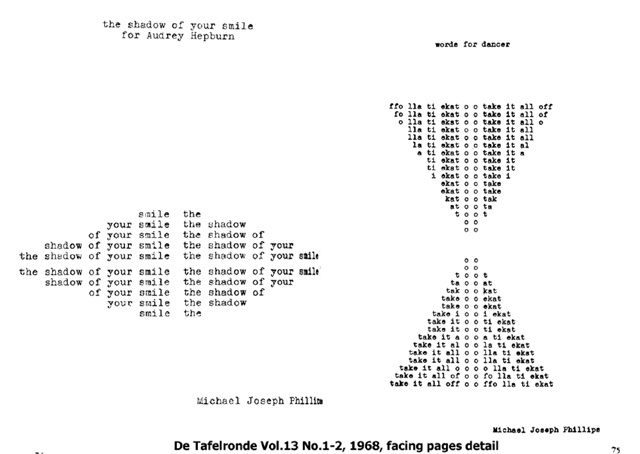 the shadow of your smile
for Audrey Hepburn
smile the
your smile the shadow
of your smile the shadow of
shadow of your smile the shadow of your
the shadow of your smile the shadow of your smile
the shadow of your smile the shadow of your smile
shadow of your smile the shadow of your
of your smile the shadow of
your smile the shadow
smile the
Michael Joseph
words for dancer
ffo lla ti ekat o o take it all off
fo lla ti ekat o o take it all of
o lla ti ekat o o take it all o
lla ti ekat o o take it all
lla ti ekat o o take it all
la ti ekat o o take it al
a ti ekat o o take it a
ti ekat o o take it
ti ekat o o take it
i ekat o o take i
ekat o o take
ekat o o take
kat o o tak
at o o ta
t o o t
o o
o o
o o
o o
t o o t
ta o o at
tak o o kat
take o o ekat
take o o ekat
take i o o i ekat
take it o o ti ekat
take it o o ti ekat
take it a o o a ti ekat
take it al o o la ti ekat
take it all o o lla ti ekat
take it all o o lla ti ekat
take it all o o o o lla ti ekat
take it all of o o fo lla ti ekat
take it all off o o ffo lla ti ekat
Michael Joseph Phillips
De Tafelronde Vol.13 No.1-2, 1968, facing pages detail
75